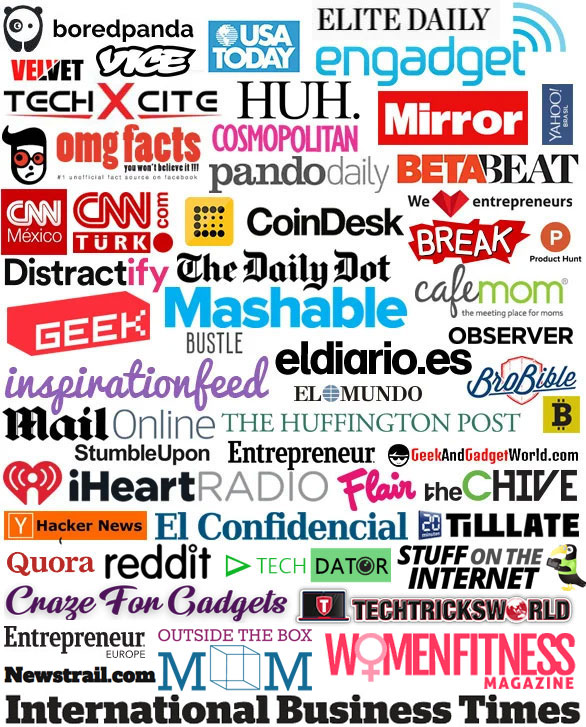 boredpanda
ELITE DAILY
VELVET
VICE
USA
TODAY
engadget
TECHXCITE
HUH.
Mirror
YAHOO!
BRASIL
omg facts
you won't believe it !!!
#1 unofficial fact source on facebook
COSMOPOLITAN
pandodaily
BETABEAT
CNN
México
CNN
TÜRK
.com
CoinDesk
We entrepreneurs
BREAK
P
Product Hunt
Distractify
The Daily Dot
cafemom®
the meeting place for moms
GEEK
Mashable
BUSTLE
OBSERVER
eldiario.es
inspirationfeed
EL MUNDO
BroBible
Mail Online
THE HUFFINGTON POST
StumbleUpon
Entrepreneur
GeekAndGadgetWorld.com
iHeartRADIO
Flair
theCHIVE
Y Hacker News
El Confidencial
20
minuten
TILLLATE
Quora
reddit
TECH DATOR
STUFF ON THE
INTERNET
Craze For Gadgets
T
TECHTRICKSWORLD
Entrepreneur
EUROPE
OUTSIDE THE BOX
MOM
WOMENFITNESS
MAGAZINE
Newstrail.com
International Business Times